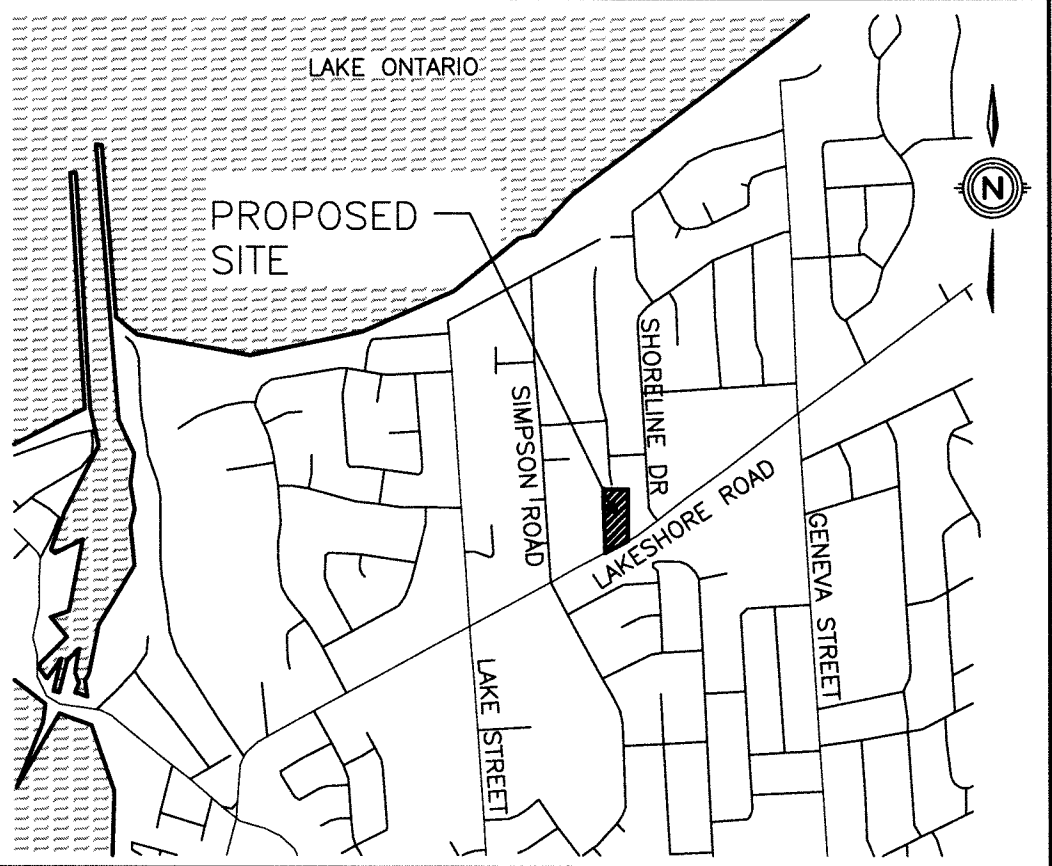 LAKE ONTARIO
PROPOSED
SITE
N
SHORELINE DR
SIMPSON ROAD
LAKESHORE ROAD
GENEVA STREET
LAKE STREET